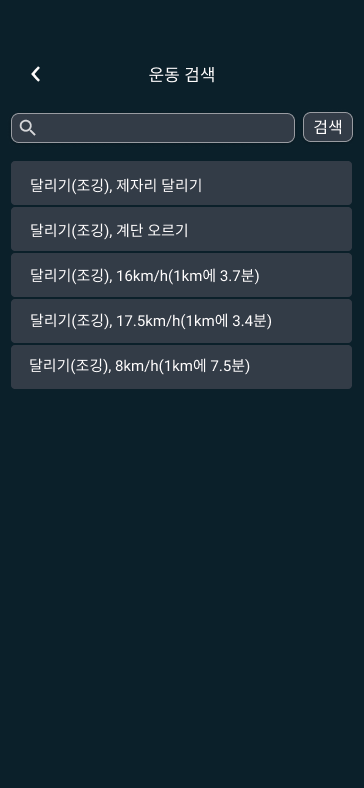 운동 검색
검색
달리기(조깅), 제자리 달리기
달리기(조깅), 계단 오르기
달리기(조깅), 16km/h(1km에 3.7분)
달리기(조깅), 17.5km/h(1km에 3.4분)
달리기(조깅), 8km/h(1km에 7.5분)